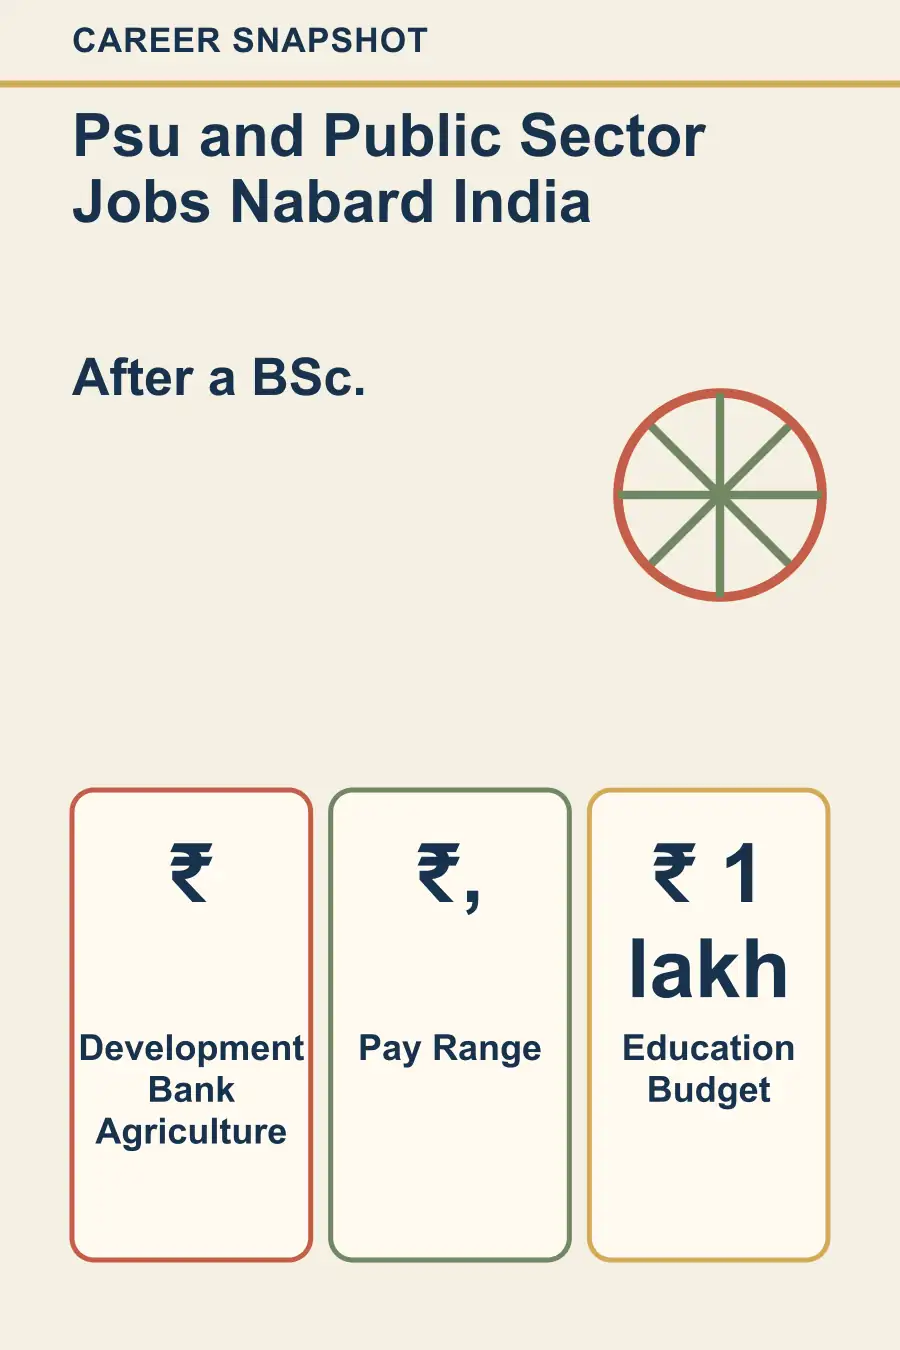 CAREER SNAPSHOT
Psu and Public Sector
Jobs Nabard India
After a BSc.
₹
Development
Bank
Agriculture
₹,
Pay Range
₹ 1
lakh
Education
Budget